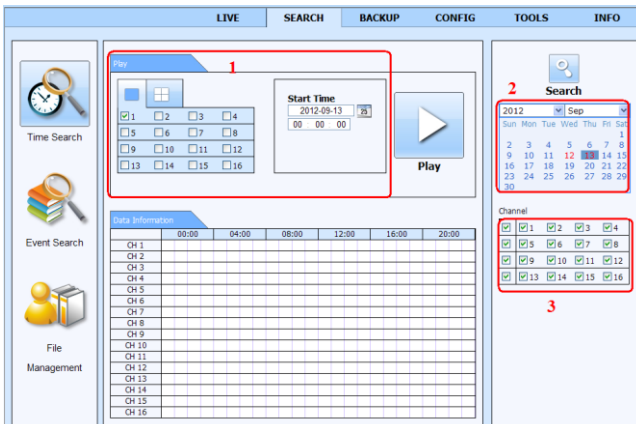 LIVE SEARCH BACKUP CONFIG TOOLS INFO
Time Search
Event Search
File
Management
Play
1
1 2 3 4
5 6 7 8
9 10 11 12
13 14 15 16
Start Time
2012-09-13
00 00 00
Play
Data Information
00:00 04:00 08:00 12:00 16:00 20:00
CH 1
CH 2
CH 3
CH 4
CH 5
CH 6
CH 7
CH 8
CH 9
CH 10
CH 11
CH 12
CH 13
CH 14
CH 15
CH 16
Search
2
2012 Sep
Sun Mon Tue Wed Thu Fri Sat
1
2 3 4 5 6 7 8
9 10 11 12 13 14 15
16 17 18 19 20 21 22
23 24 25 26 27 28 29
30
Channel
1 2 3 4
5 6 7 8
9 10 11 12
13 14 15 16
3